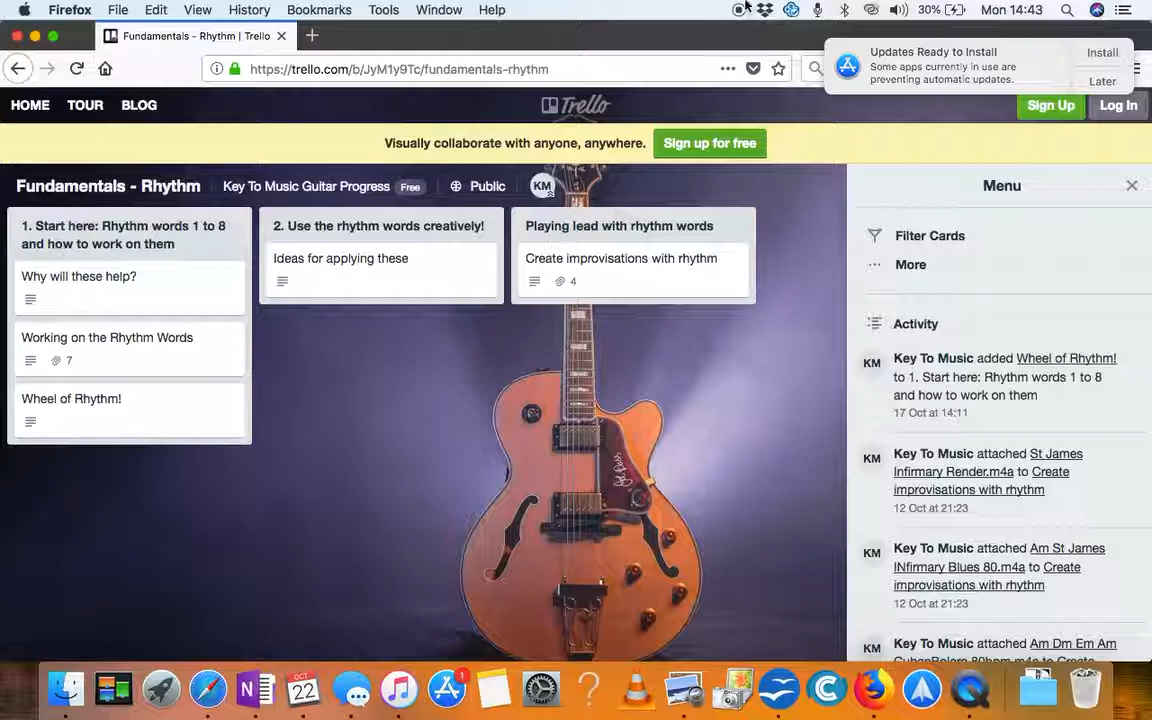 Firefox File Edit View History Bookmarks Tools Window Help 30% Mon 14:43
Fundamentals - Rhythm | Trello
Updates Ready to Install
Some apps currently in use are
preventing automatic updates.
Install
Later
https://trello.com/b/JyM1y9Tc/fundamentals-rhythm
HOME TOUR BLOG Trello Sign Up Log In
Visually collaborate with anyone, anywhere. Sign up for free
Fundamentals - Rhythm Key To Music Guitar Progress Free Public KM
1. Start here: Rhythm words 1 to 8
and how to work on them
Why will these help?
Working on the Rhythm Words
7
Wheel of Rhythm!
2. Use the rhythm words creatively!
Ideas for applying these
Playing lead with rhythm words
Create improvisations with rhythm
4
Menu
Filter Cards
More
Activity
KM Key To Music added Wheel of Rhythm!
to 1. Start here: Rhythm words 1 to 8
and how to work on them
17 Oct at 14:11
KM Key To Music attached St James
Infirmary Render.m4a to Create
improvisations with rhythm
12 Oct at 21:23
KM Key To Music attached Am St James
INfirmary Blues 80.m4a to Create
improvisations with rhythm
12 Oct at 21:23
KM Key To Music attached Am Dm Em Am
CubanBolero 80bpm.m4a to Create
OCT
22
1